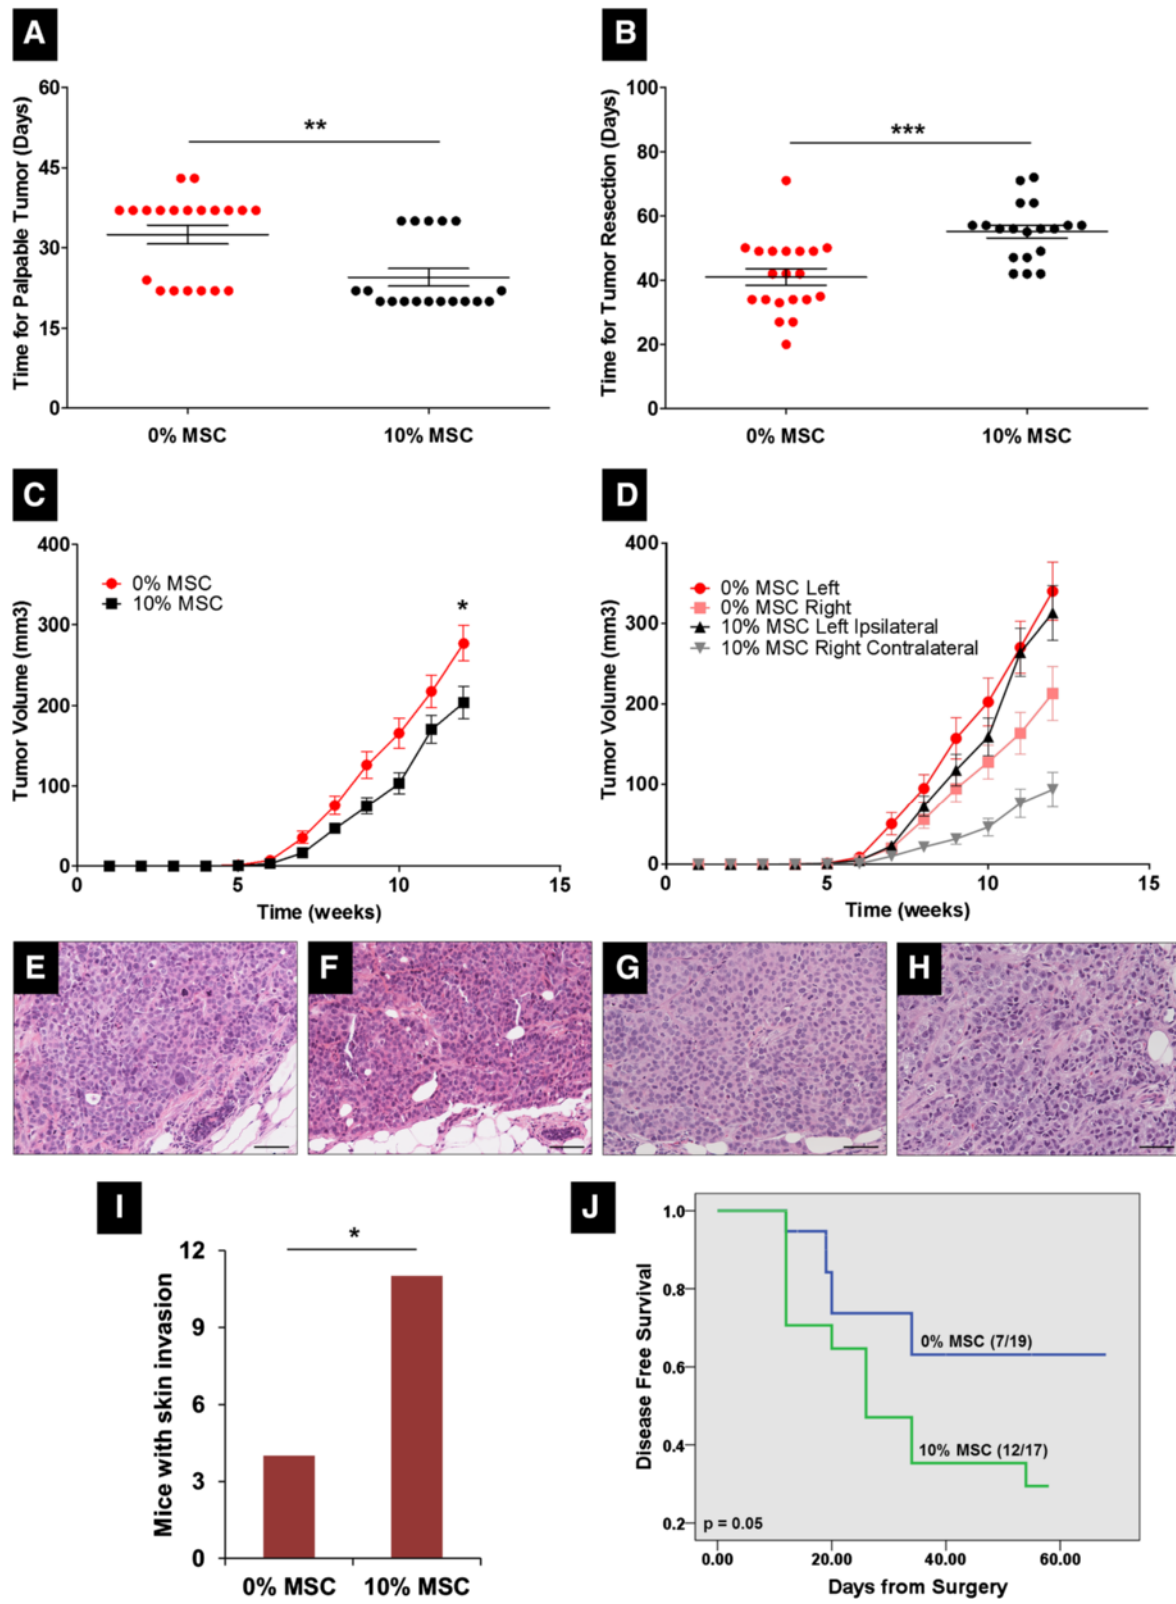 A
Time for Palpable Tumor (Days)
60
45
30
15
0
**
0% MSC
10% MSC
B
Time for Tumor Resection (Days)
100
80
60
40
20
0
***
0% MSC
10% MSC
C
Tumor Volume (mm3)
400
300
200
100
0
0% MSC
10% MSC
*
0
5
10
15
Time (weeks)
D
Tumor Volume (mm3)
400
300
200
100
0
0% MSC Left
0% MSC Right
10% MSC Left Ipsilateral
10% MSC Right Contralateral
0
5
10
15
Time (weeks)
E
F
G
H
I
Mice with skin invasion
12
9
6
3
0
*
0% MSC
10% MSC
J
Disease Free Survival
1.0
0.8
0.6
0.4
0.2
0% MSC (7/19)
10% MSC (12/17)
p = 0.05
0.00
20.00
40.00
60.00
Days from Surgery